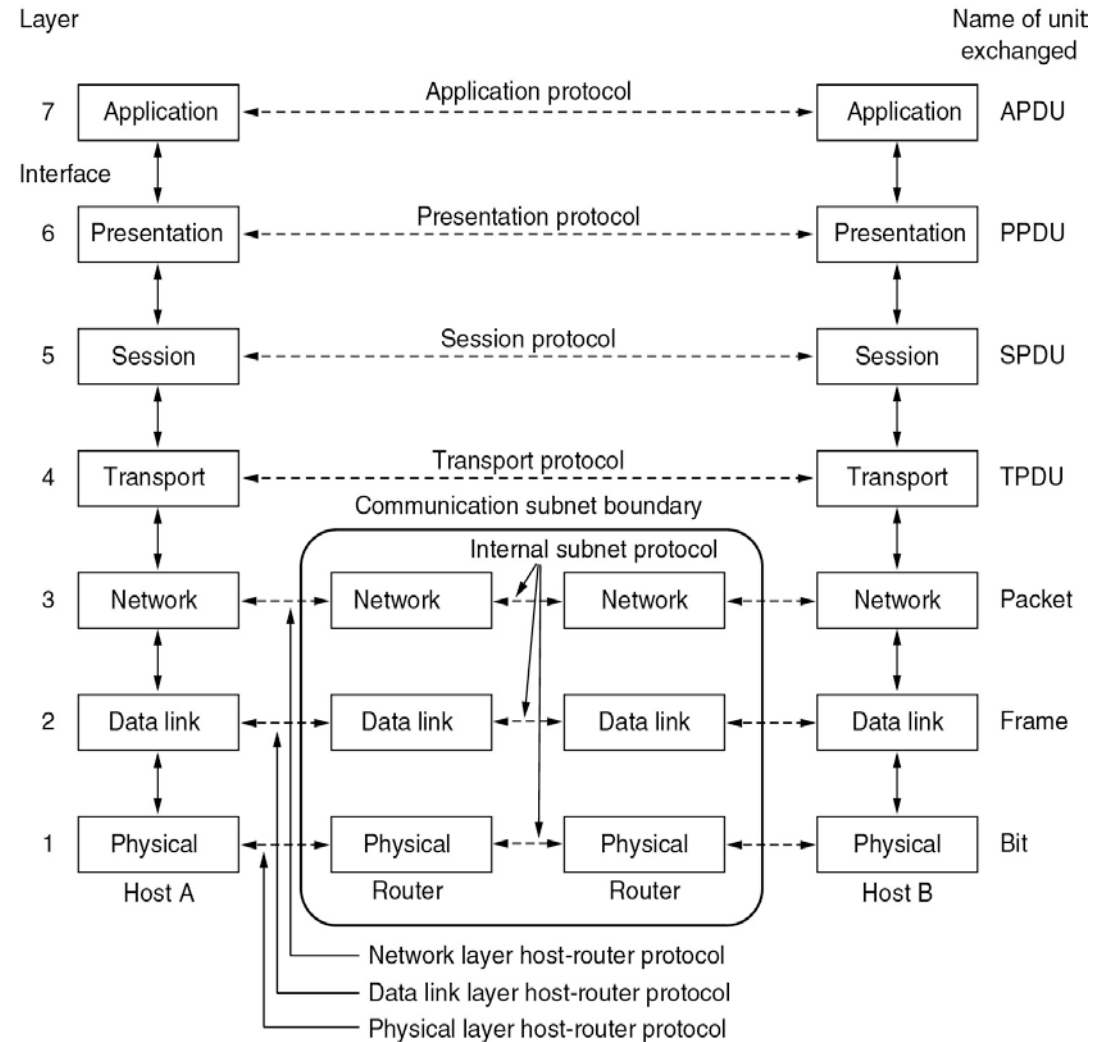 Layer
Name of unit
exchanged
7 Application Application protocol Application APDU
Interface
6 Presentation Presentation protocol Presentation PPDU
5 Session Session protocol Session SPDU
4 Transport Transport protocol Transport TPDU
Communication subnet boundary
Internal subnet protocol
3 Network Network Network Network Packet
2 Data link Data link Data link Data link Frame
1 Physical Physical Physical Physical Bit
Host A Router Router Host B
Network layer host-router protocol
Data link layer host-router protocol
Physical layer host-router protocol